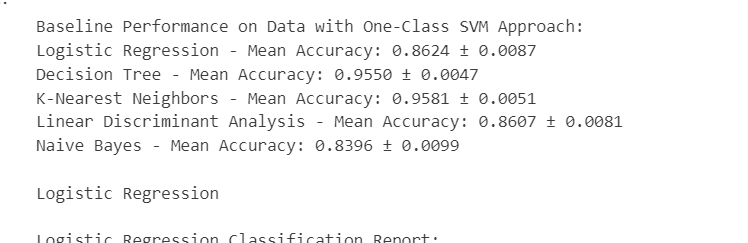 Baseline Performance on Data with One-Class SVM Approach:
Logistic Regression - Mean Accuracy: 0.8624 ± 0.0087
Decision Tree - Mean Accuracy: 0.9550 ± 0.0047
K-Nearest Neighbors - Mean Accuracy: 0.9581 ± 0.0051
Linear Discriminant Analysis - Mean Accuracy: 0.8607 ± 0.0081
Naive Bayes - Mean Accuracy: 0.8396 ± 0.0099
Logistic Regression
Logistic Regression Classification Report: